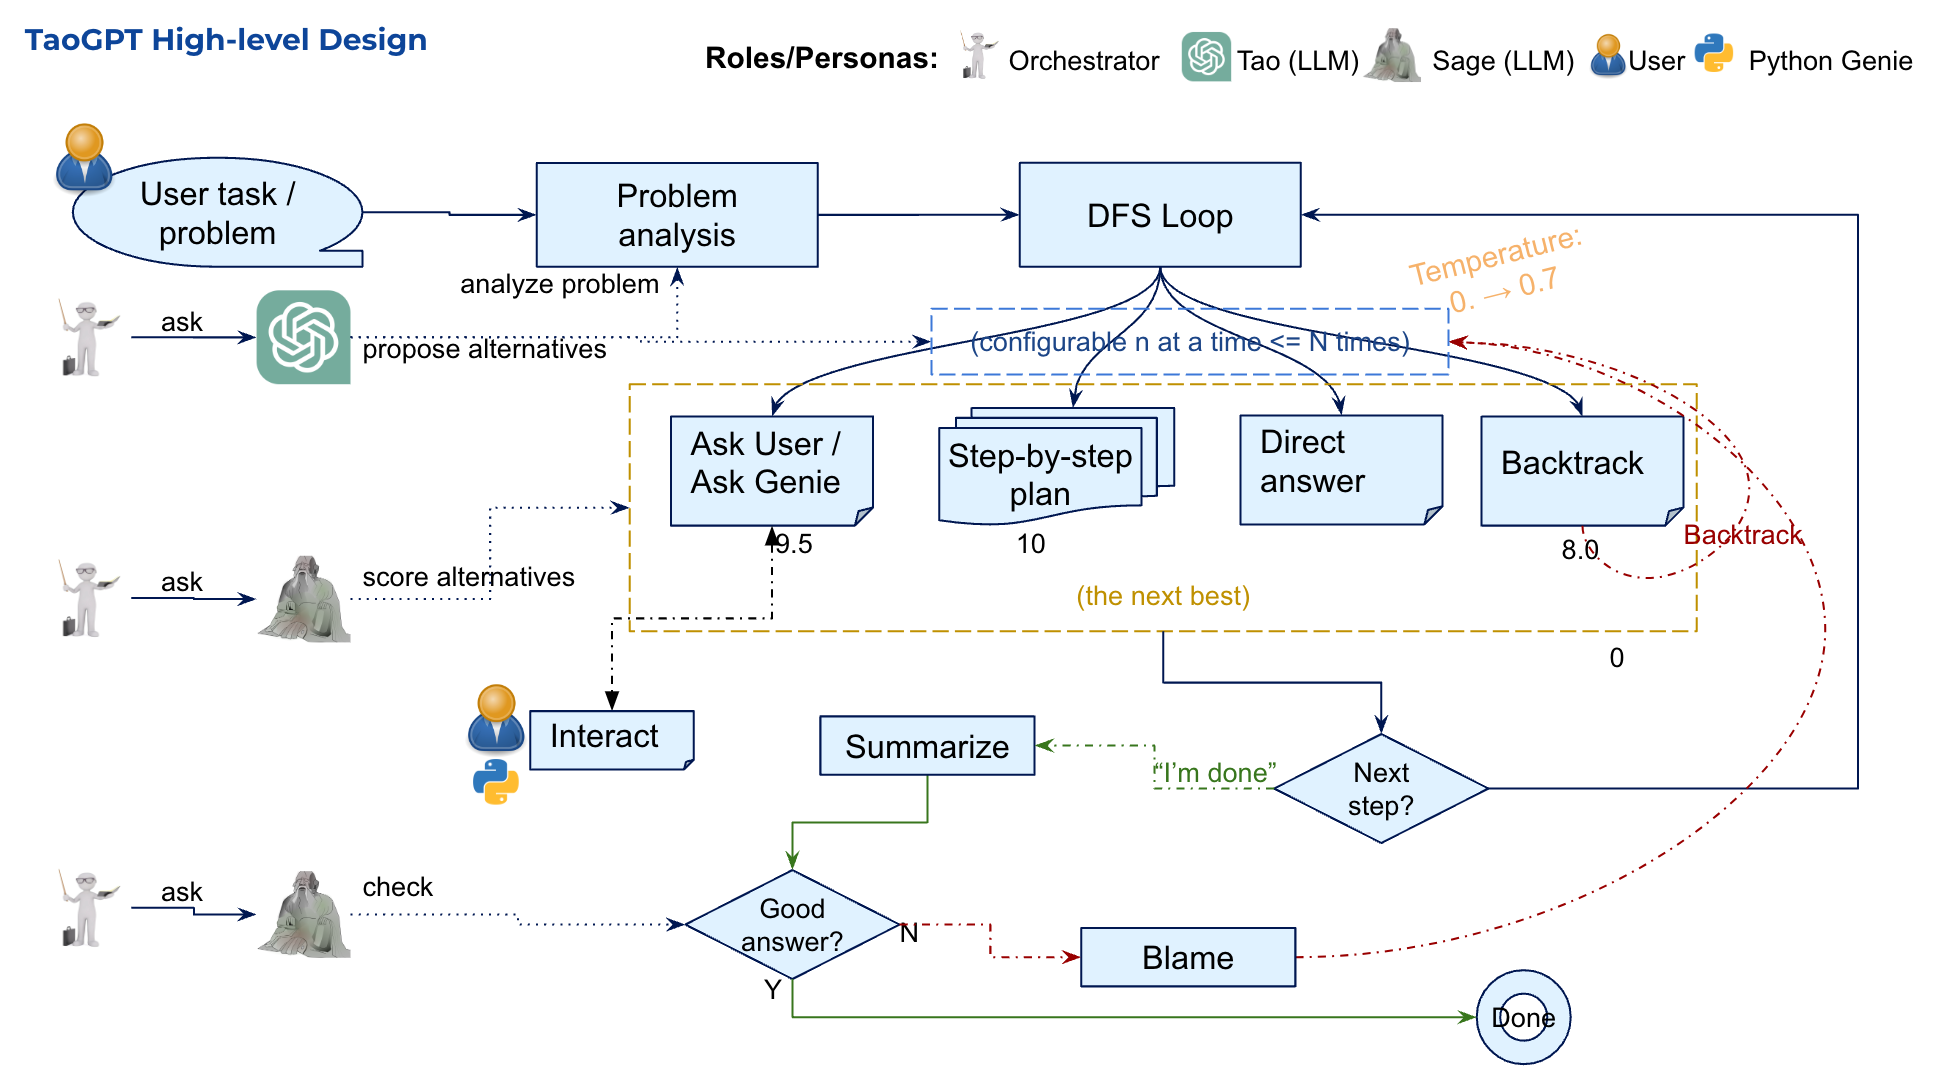 TaoGPT High-level Design
Roles/Personas: Orchestrator Tao (LLM) Sage (LLM) User Python Genie
User task /
problem
Problem
analysis
DFS Loop
Temperature:
0. → 0.7
analyze problem
ask
propose alternatives
(configurable n at a time <= N times)
Ask User /
Ask Genie
Step-by-step
plan
Direct
answer
Backtrack
9.5
10
8.0
Backtrack
ask
score alternatives
(the next best)
0
Interact
Summarize
"I'm done"
Next
step?
ask
check
Good
answer?
N
Y
Blame
Done